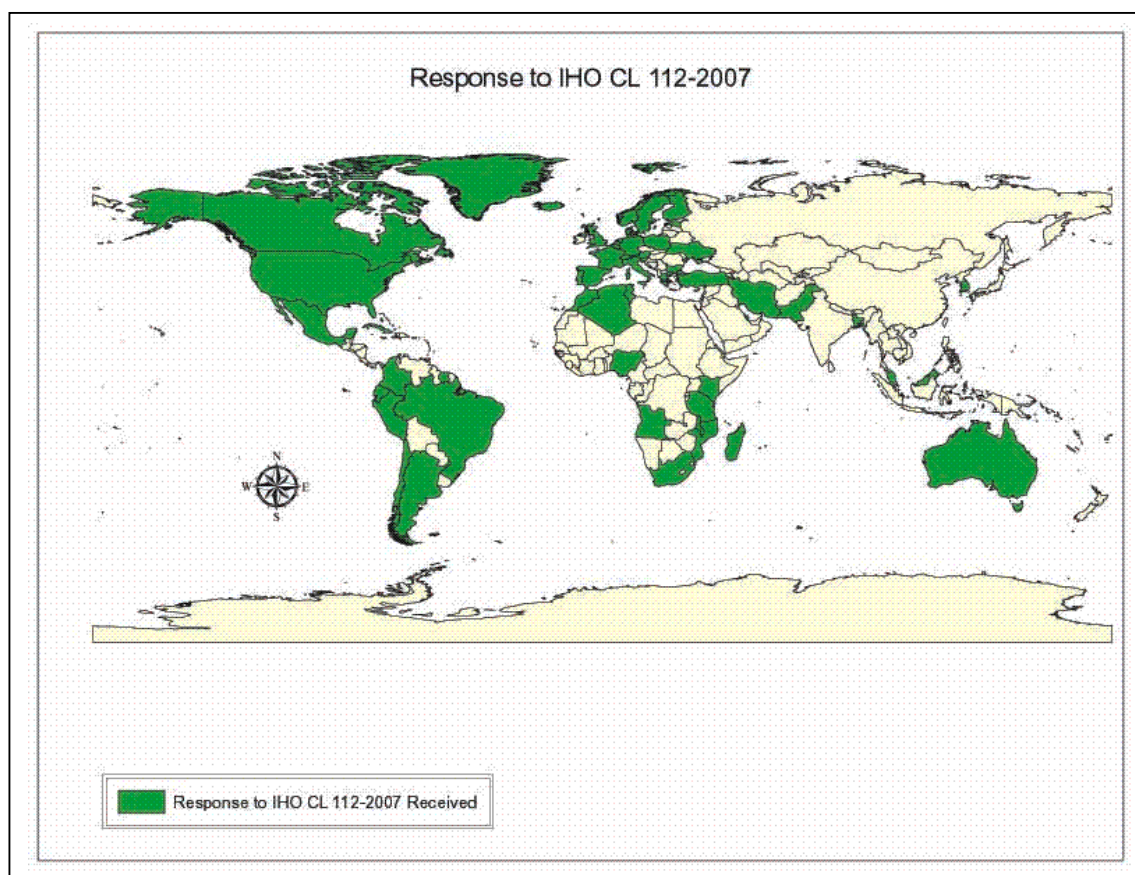 Response to IHO CL 112-2007
N
W E
S
Response to IHO CL 112-2007 Received